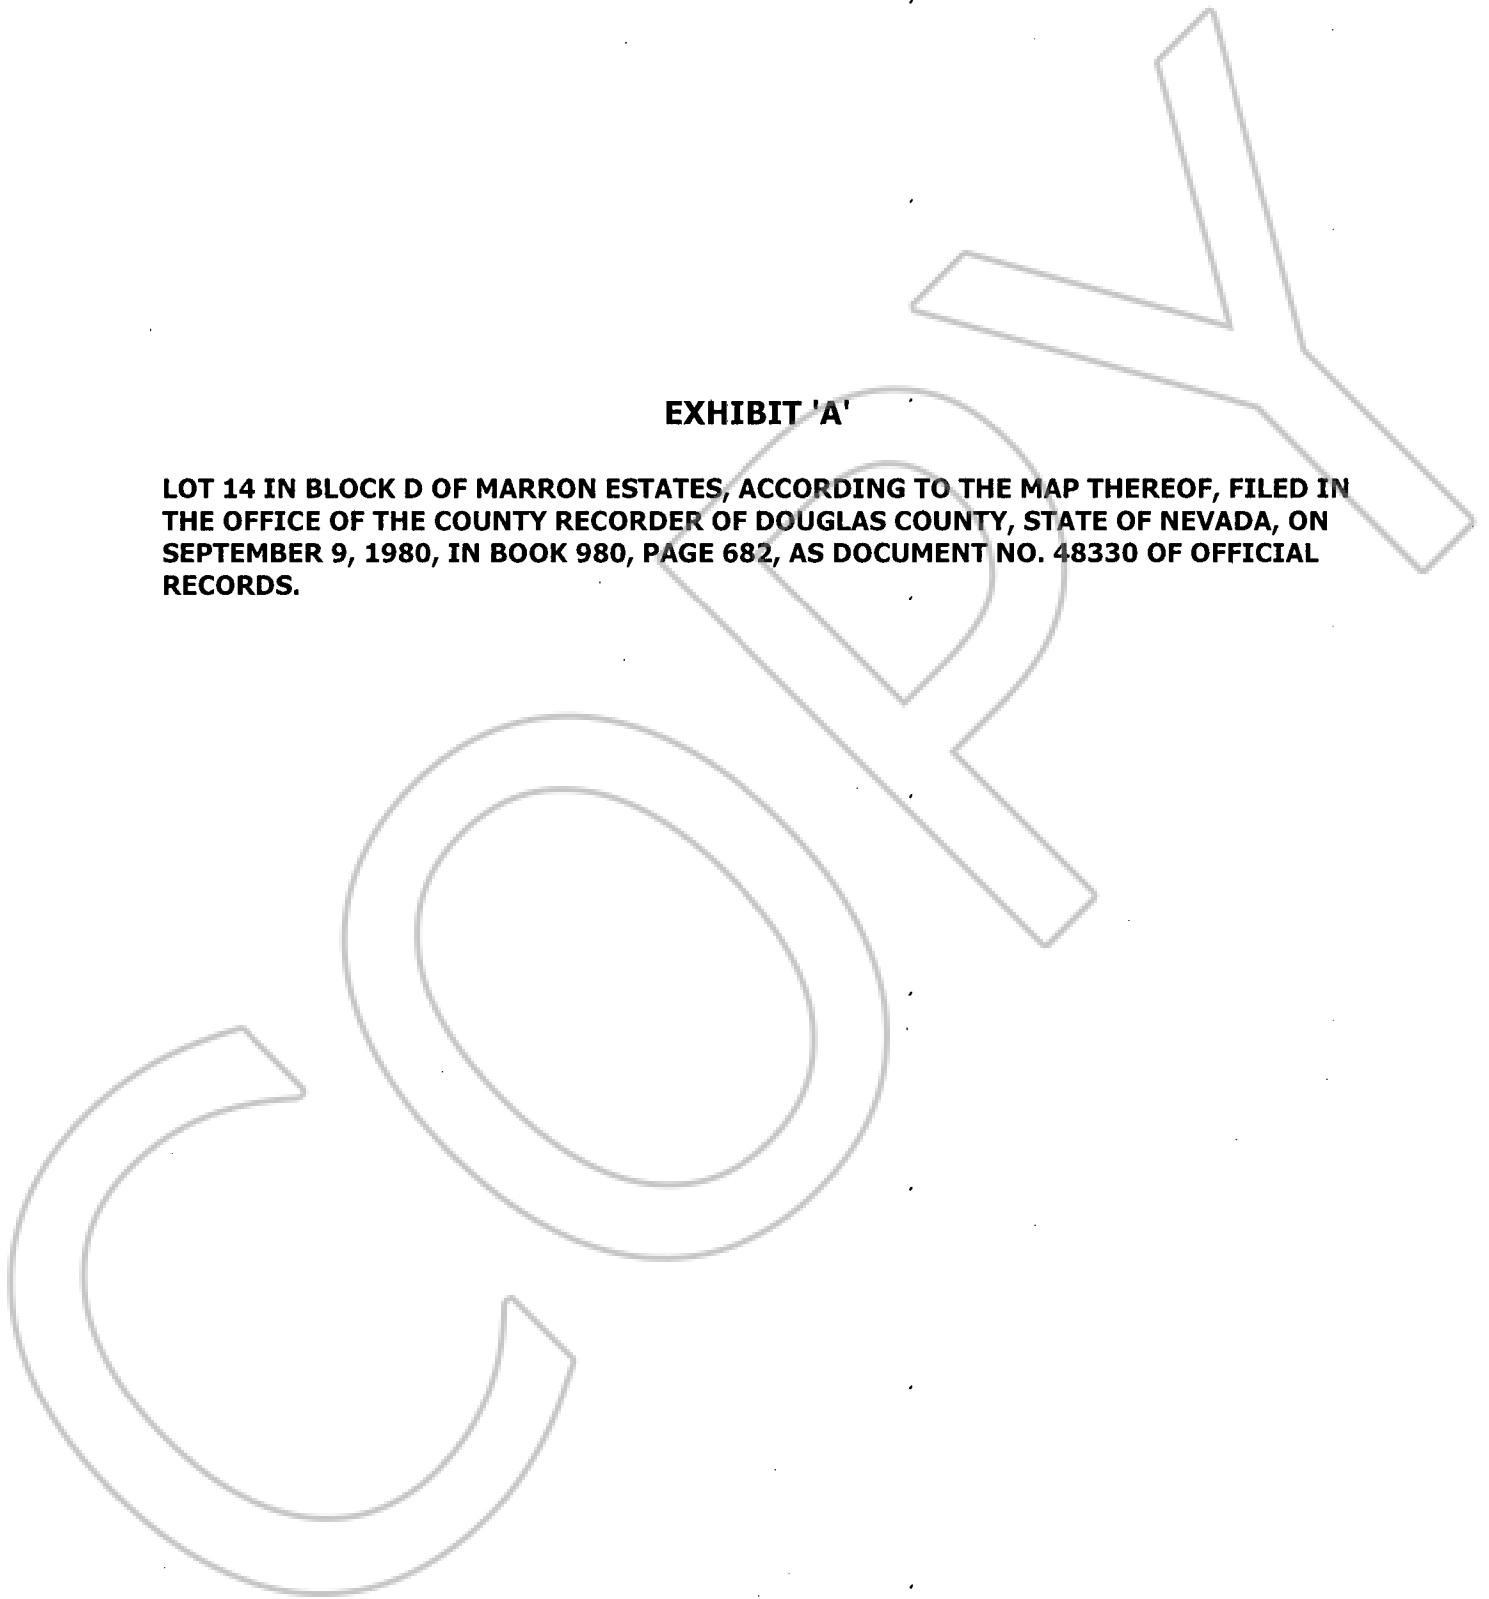 EXHIBIT 'A'
LOT 14 IN BLOCK D OF MARRON ESTATES, ACCORDING TO THE MAP THEREOF, FILED IN
THE OFFICE OF THE COUNTY RECORDER OF DOUGLAS COUNTY, STATE OF NEVADA, ON
SEPTEMBER 9, 1980, IN BOOK 980, PAGE 682, AS DOCUMENT NO. 48330 OF OFFICIAL
RECORDS.
COPY